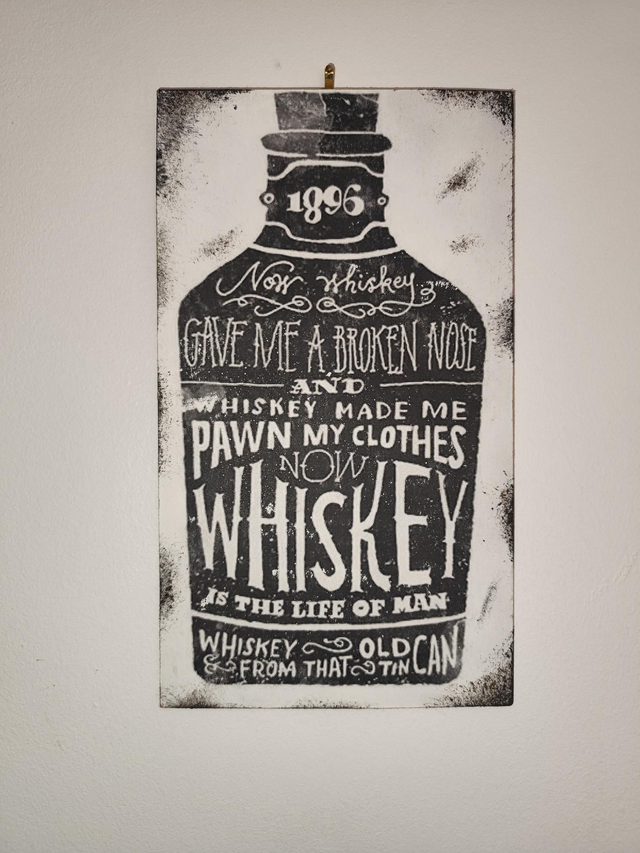 1896
Now whiskey
GAVE ME A BROKEN NOSE
AND
WHISKEY MADE ME
PAWN MY CLOTHES
NOW
WHISKEY
IS THE LIFE OF MAN
WHISKEY OLD CAN
FROM THAT TIN